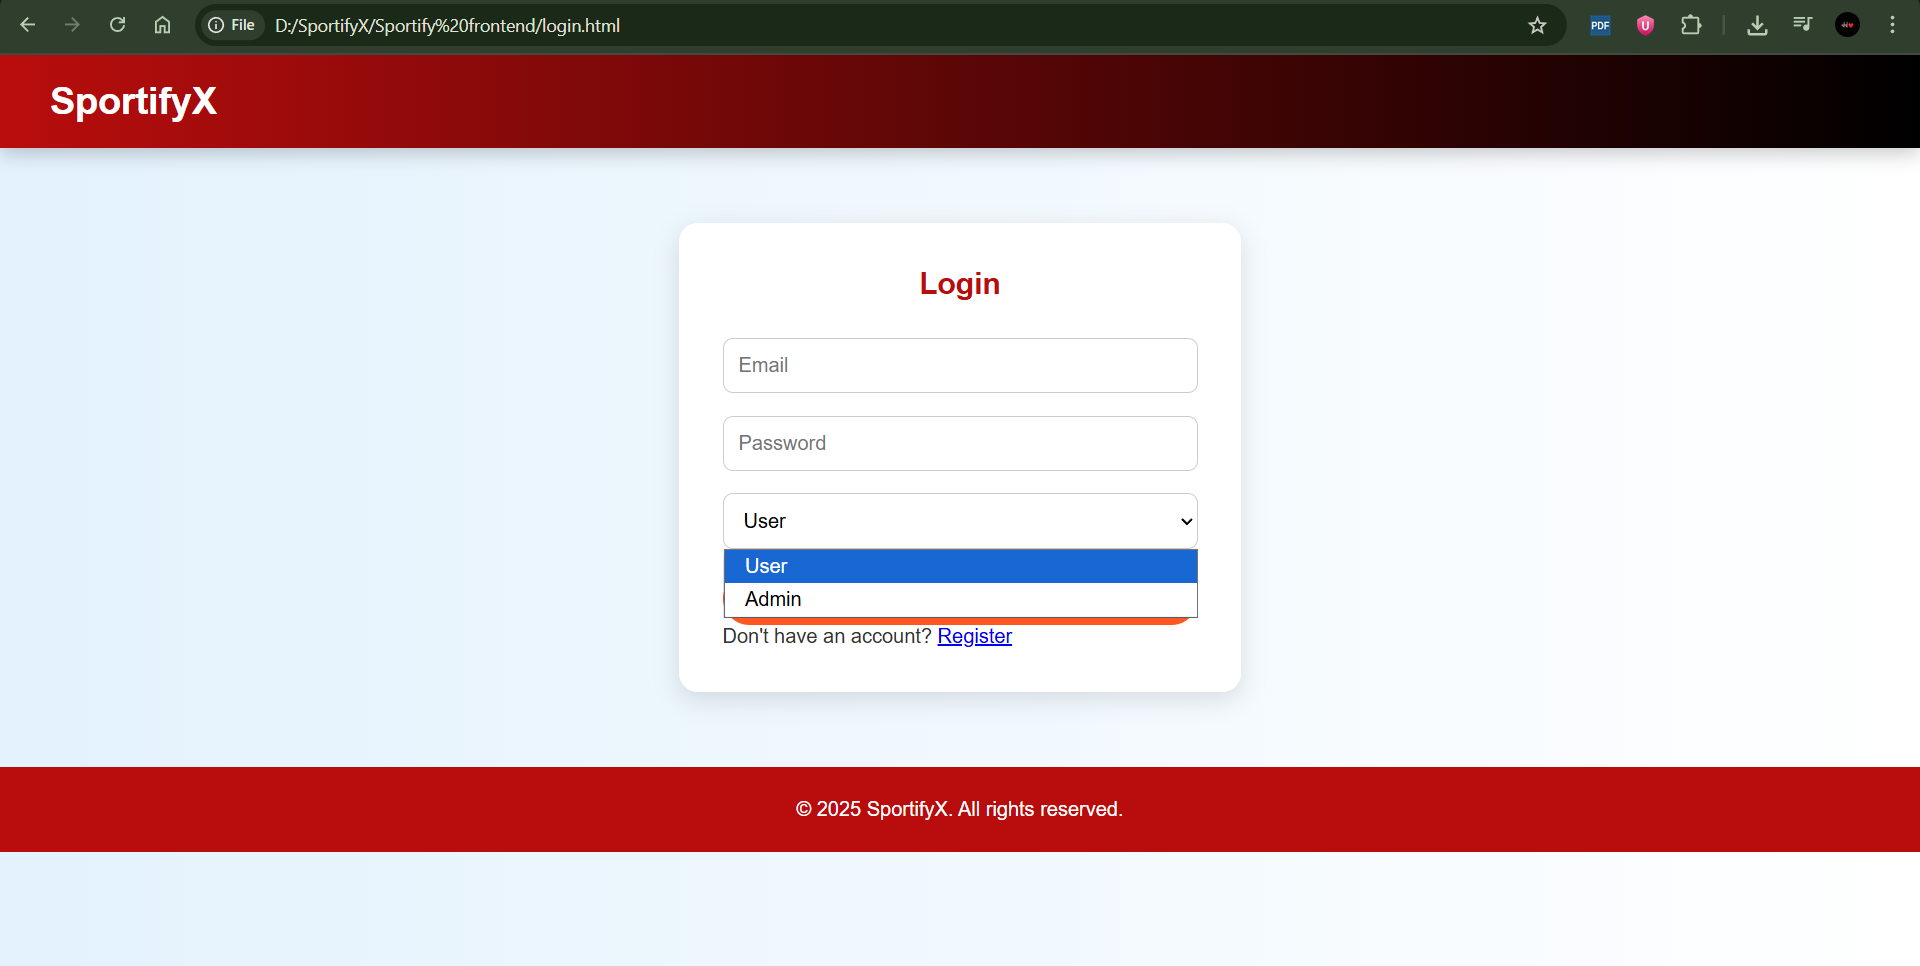 File D:/SportifyX/Sportify%20frontend/login.html
PDF
U
SportifyX
Login
Email
Password
User
User
Admin
Don't have an account? Register
© 2025 SportifyX. All rights reserved.